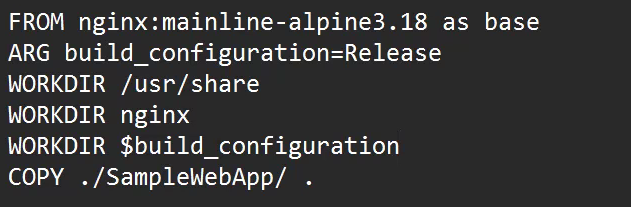 FROM nginx:mainline-alpine3.18 as base
ARG build_configuration=Release
WORKDIR /usr/share
WORKDIR nginx
WORKDIR $build_configuration
COPY ./SampleWebApp/ .